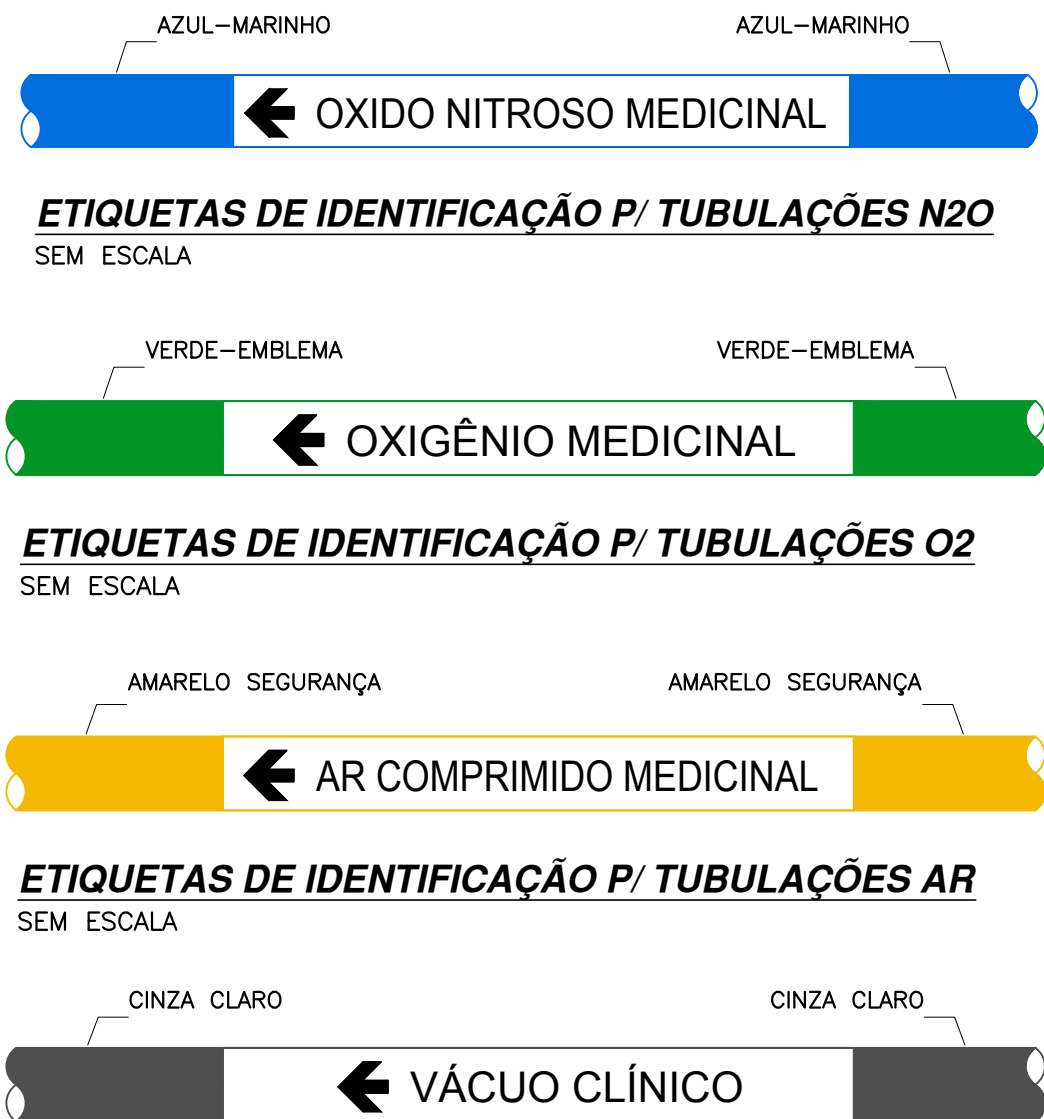 AZUL-MARINHO AZUL-MARINHO
OXIDO NITROSO MEDICINAL
ETIQUETAS DE IDENTIFICAÇÃO P/ TUBULAÇÕES N2O
SEM ESCALA
VERDE-EMBLEMA VERDE-EMBLEMA
OXIGÊNIO MEDICINAL
ETIQUETAS DE IDENTIFICAÇÃO P/ TUBULAÇÕES O2
SEM ESCALA
AMARELO SEGURANÇA AMARELO SEGURANÇA
AR COMPRIMIDO MEDICINAL
ETIQUETAS DE IDENTIFICAÇÃO P/ TUBULAÇÕES AR
SEM ESCALA
CINZA CLARO CINZA CLARO
VÁCUO CLÍNICO